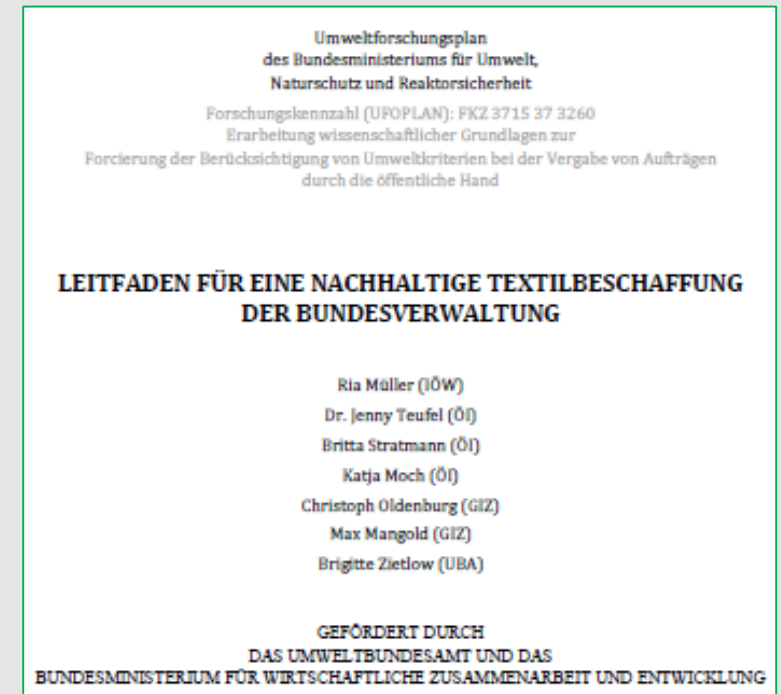 Umweltforschungsplan
des Bundesministeriums für Umwelt,
Naturschutz und Reaktorsicherheit
Forschungskennzahl (UFOPLAN): FKZ 3715 37 3260
Erarbeitung wissenschaftlicher Grundlagen zur
Forcierung der Berücksichtigung von Umweltkriterien bei der Vergabe von Aufträgen
durch die öffentliche Hand
LEITFADEN FÜR EINE NACHHALTIGE TEXTILBESCHAFFUNG
DER BUNDESVERWALTUNG
Ria Müller (IÖW)
Dr. Jenny Teufel (ÖI)
Britta Stratmann (ÖI)
Katja Moch (ÖI)
Christoph Oldenburg (GIZ)
Max Mangold (GIZ)
Brigitte Zietlow (UBA)
GEFÖRDERT DURCH
DAS UMWELTBUNDESAMT UND DAS
BUNDESMINISTERIUM FÜR WIRTSCHAFTLICHE ZUSAMMENARBEIT UND ENTWICKLUNG